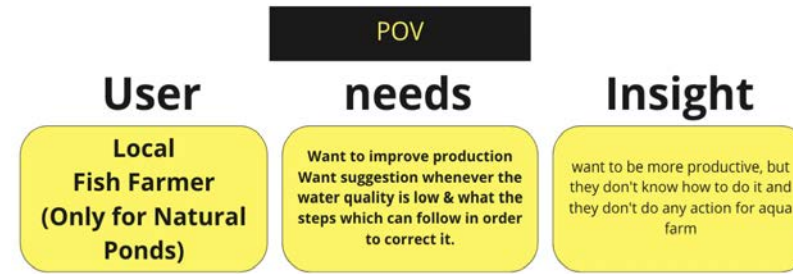 POV
User
needs
Insight
Local
Fish Farmer
(Only for Natural
Ponds)
Want to improve production
Want suggestion whenever the
water quality is low & what the
steps which can follow in order
to correct it.
want to be more productive, but
they don't know how to do it and
they don't do any action for aqua
farm